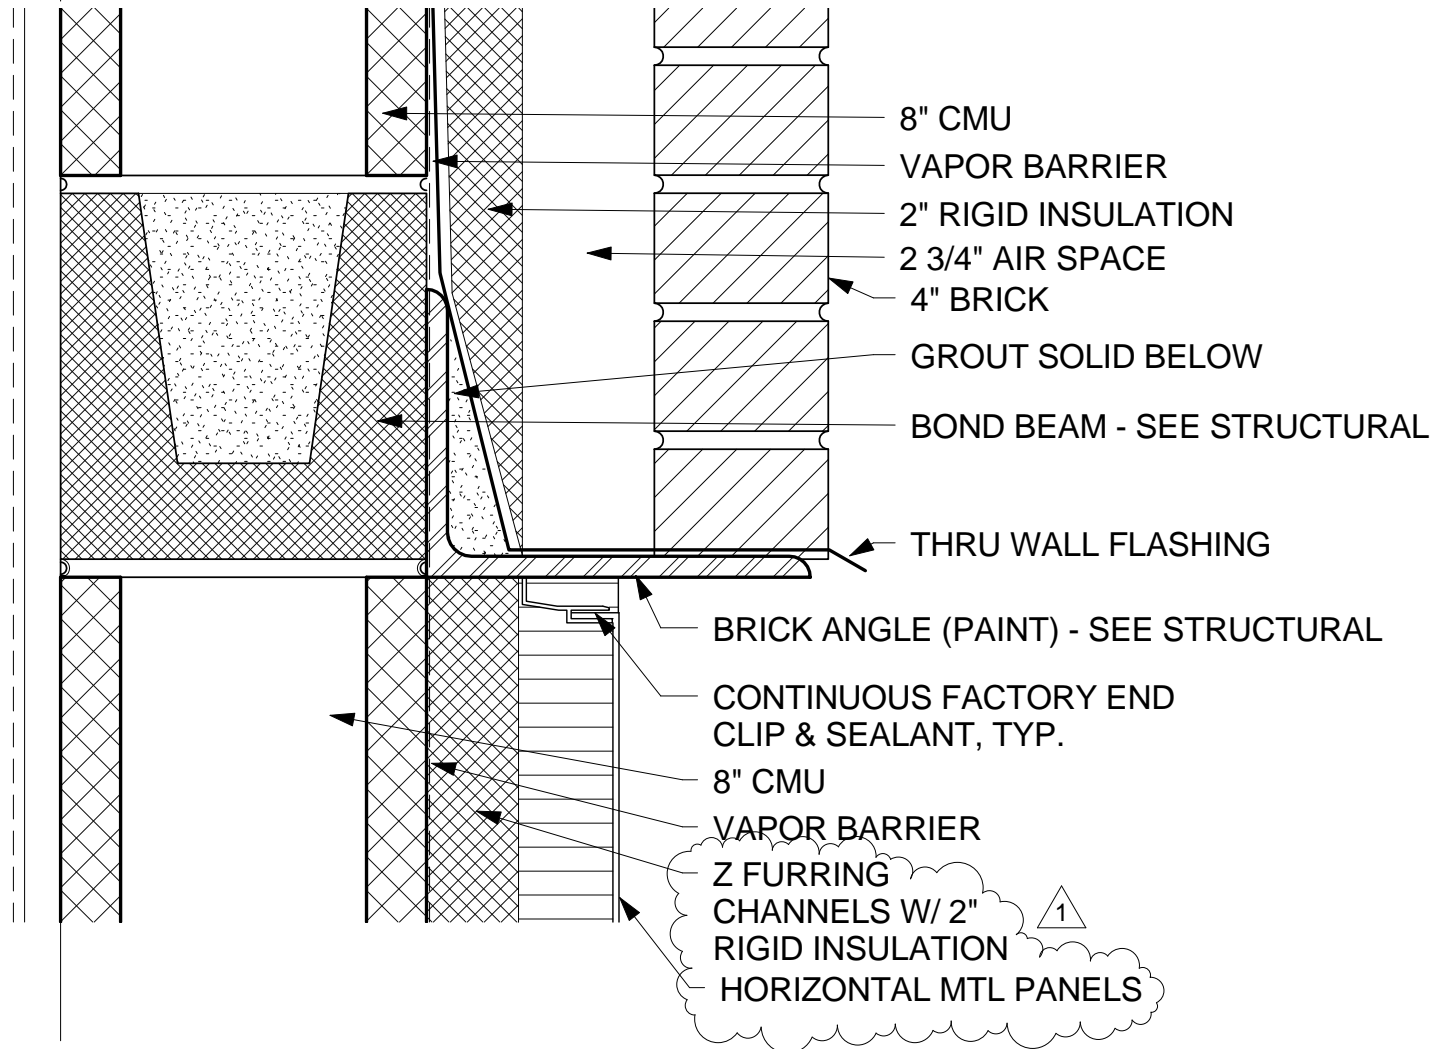 8" CMU
VAPOR BARRIER
2" RIGID INSULATION
2 3/4" AIR SPACE
4" BRICK
GROUT SOLID BELOW
BOND BEAM - SEE STRUCTURAL
THRU WALL FLASHING
BRICK ANGLE (PAINT) - SEE STRUCTURAL
CONTINUOUS FACTORY END
CLIP & SEALANT, TYP.
8" CMU
VAPOR BARRIER
Z FURRING
CHANNELS W/ 2"
RIGID INSULATION
HORIZONTAL MTL PANELS
1